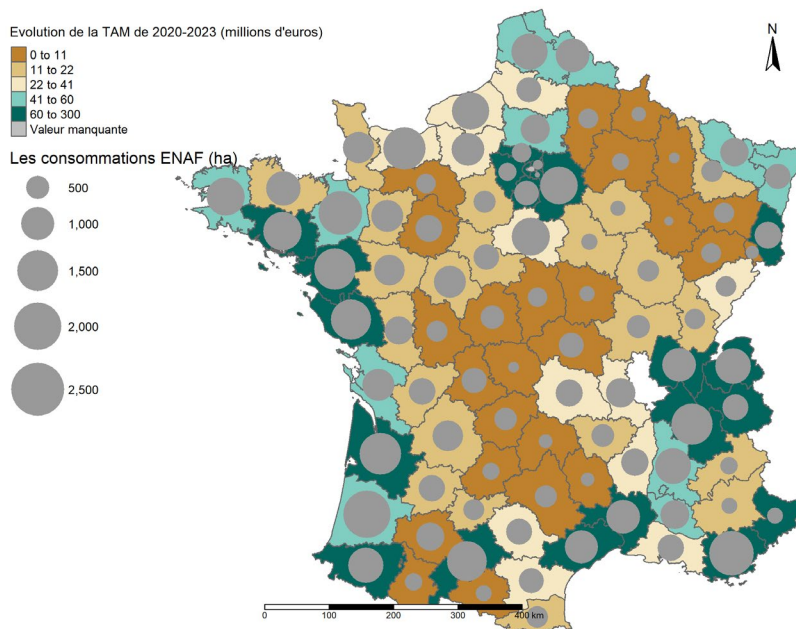 Evolution de la TAM de 2020-2023 (millions d'euros)
0 to 11
11 to 22
22 to 41
41 to 60
60 to 300
Valeur manquante
Les consommations ENAF (ha)
500
1,000
1,500
2,000
2,500
N
0 100 200 300 400 km